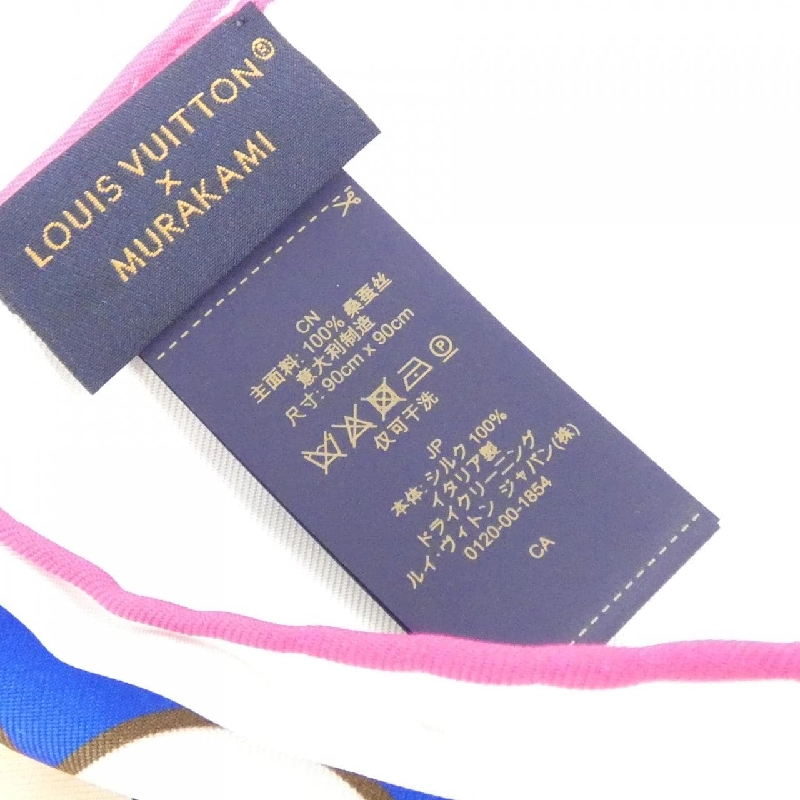 LOUIS VUITTON®
×
MURAKAMI
CN
主面料: 100% 桑蚕丝
意大利制造
尺寸: 90cm x 90cm
P
仅可干洗
JP
本体: シルク 100%
イタリア製
ドライクリーニング
ルイ・ヴィトン ジャパン(株)
0120-00-1854
CA